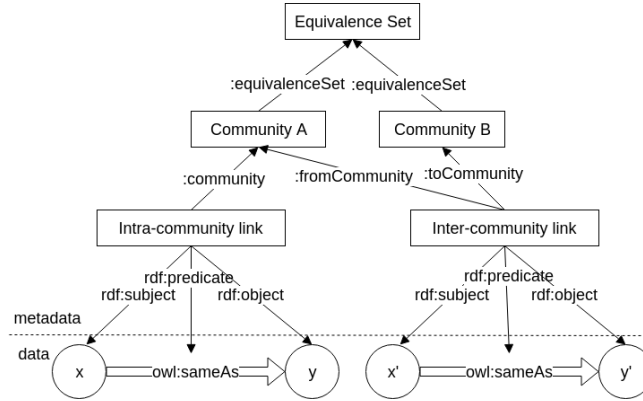 Equivalence Set
:equivalenceSet :equivalenceSet
Community A Community B
:community :fromCommunity :toCommunity
Intra-community link Inter-community link
rdf:predicate rdf:predicate
rdf:subject rdf:object rdf:subject rdf:object
metadata
data
x owl:sameAs y x' owl:sameAs y'